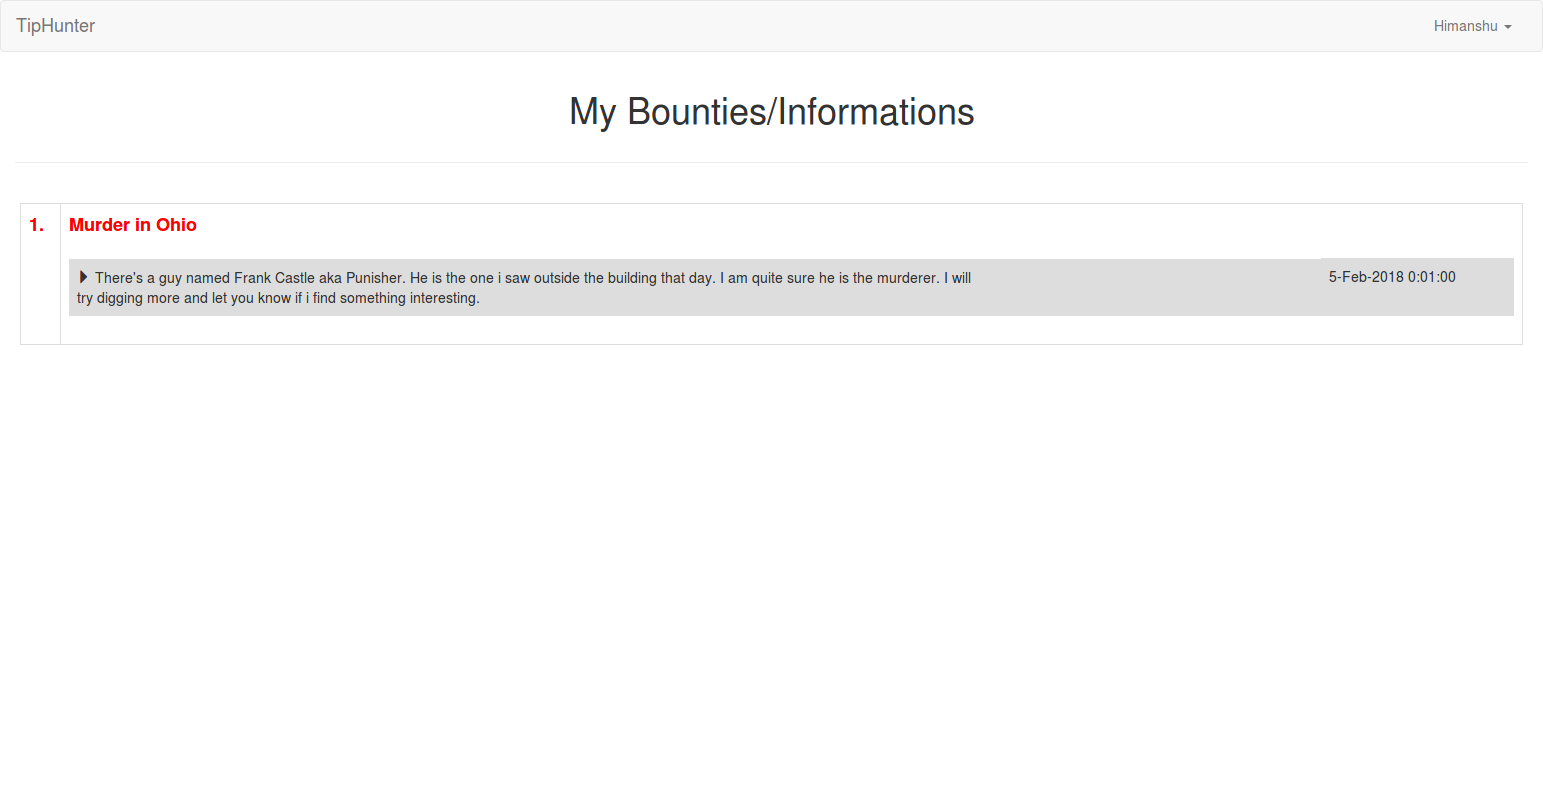 TipHunter
Himanshu
My Bounties/Informations
1.
Murder in Ohio
There's a guy named Frank Castle aka Punisher. He is the one i saw outside the building that day. I am quite sure he is the murderer. I will
try digging more and let you know if i find something interesting.
5-Feb-2018 0:01:00